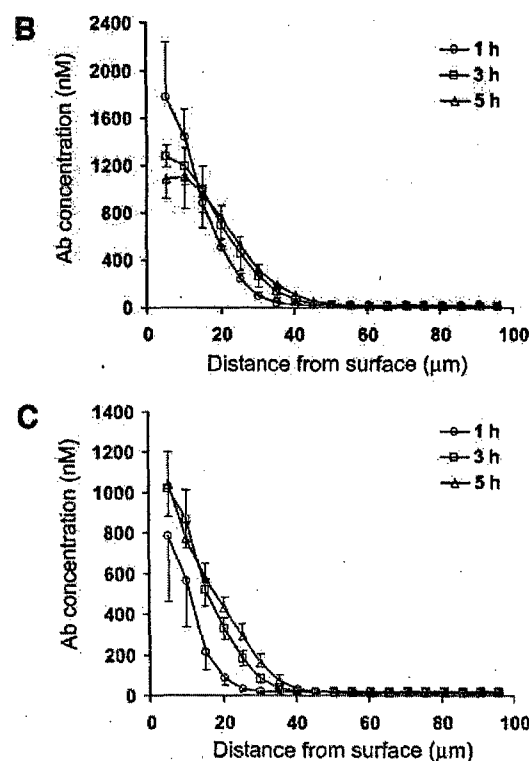 B
2400
2000
1600
1200
800
400
0
Ab concentration (nM)
1 h
3 h
5 h
0 20 40 60 80 100
Distance from surface (μm)
C
1400
1200
1000
800
600
400
200
0
Ab concentration (nM)
1 h
3 h
5 h
0 20 40 60 80 100
Distance from surface (μm)